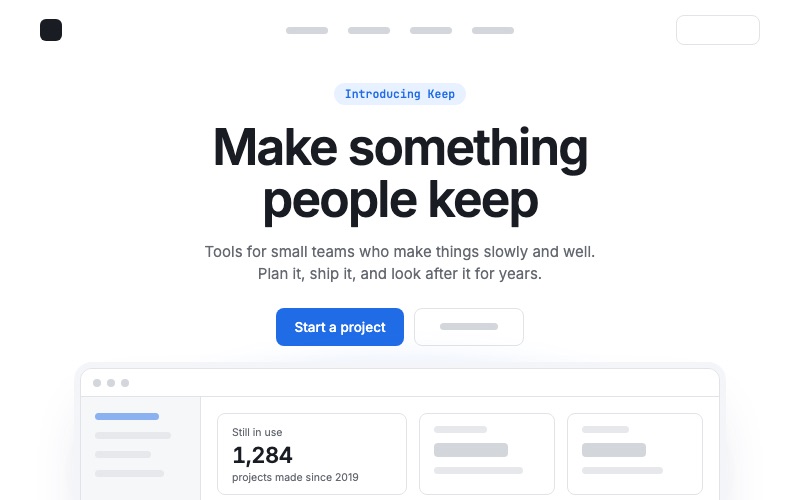 Introducing Keep
Make something
people keep
Tools for small teams who make things slowly and well.
Plan it, ship it, and look after it for years.
Start a project
Still in use
1,284
projects made since 2019